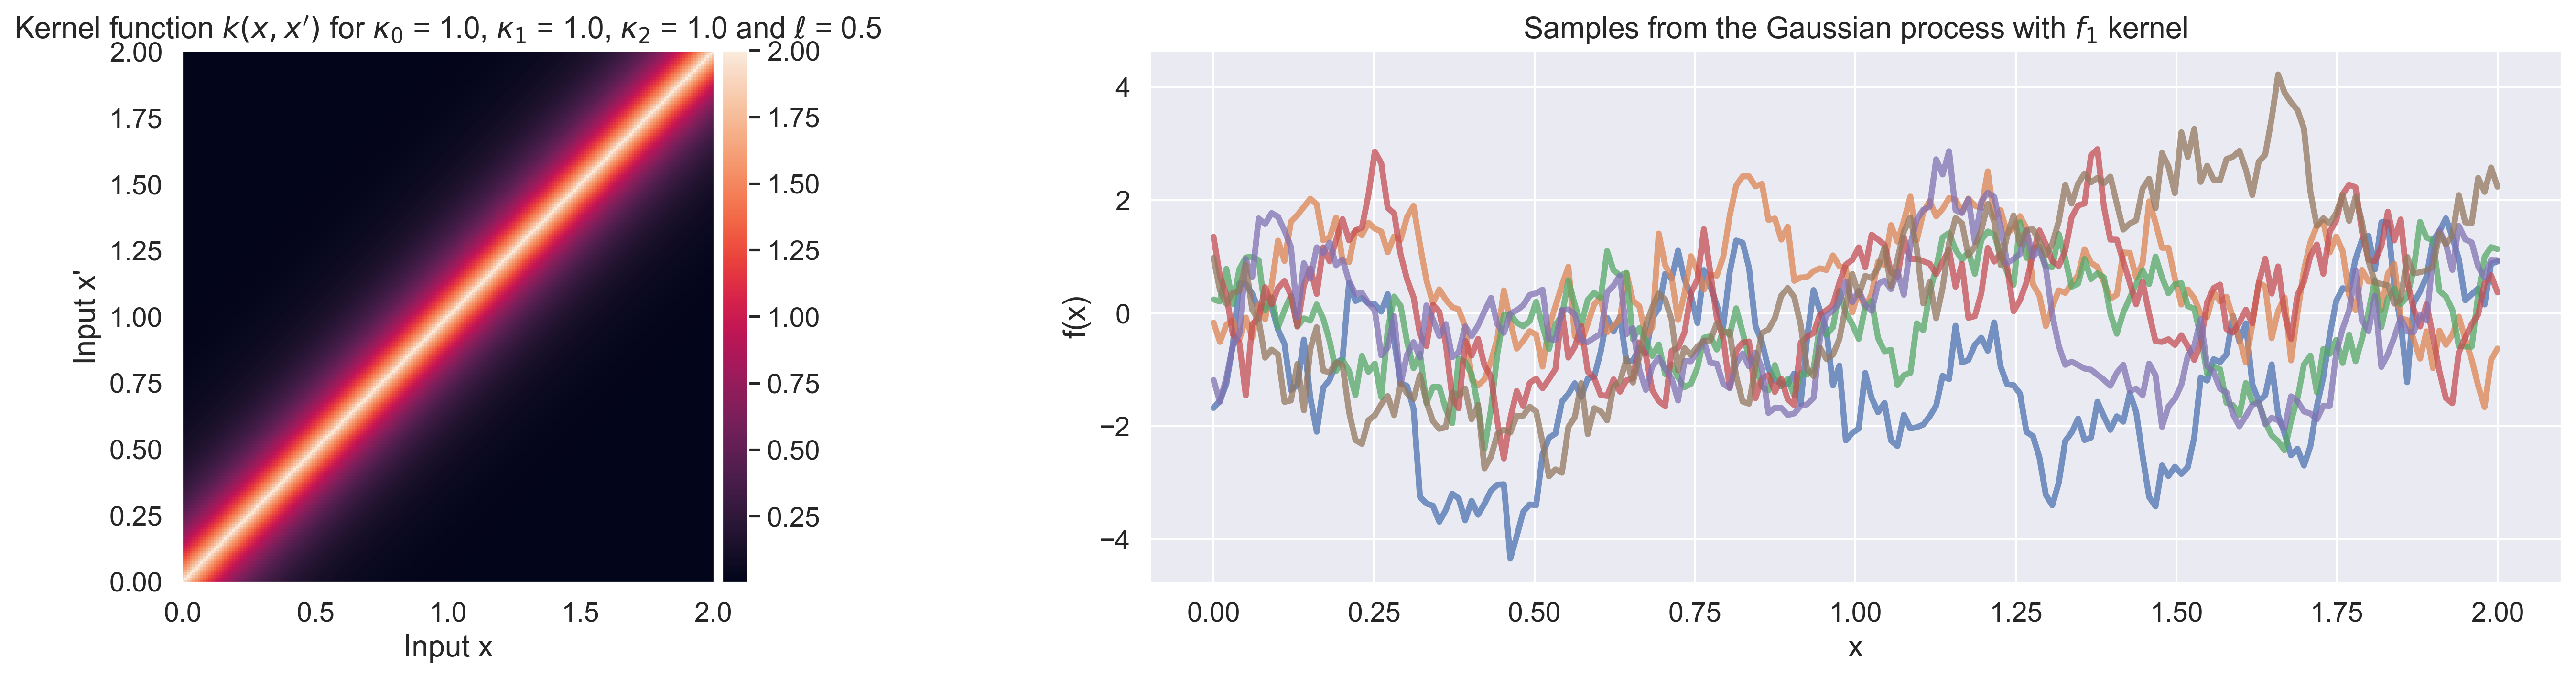 Kernel function k(x, x′) for κ₀ = 1.0, κ₁ = 1.0, κ₂ = 1.0 and ℓ = 0.5
2.00
1.75
1.50
1.25
1.00
0.75
0.50
0.25
0.00
Input x'
0.0 0.5 1.0 1.5 2.0
Input x
2.00
1.75
1.50
1.25
1.00
0.75
0.50
0.25
Samples from the Gaussian process with f₁ kernel
4
2
0
−2
−4
f(x)
0.00 0.25 0.50 0.75 1.00 1.25 1.50 1.75 2.00
x